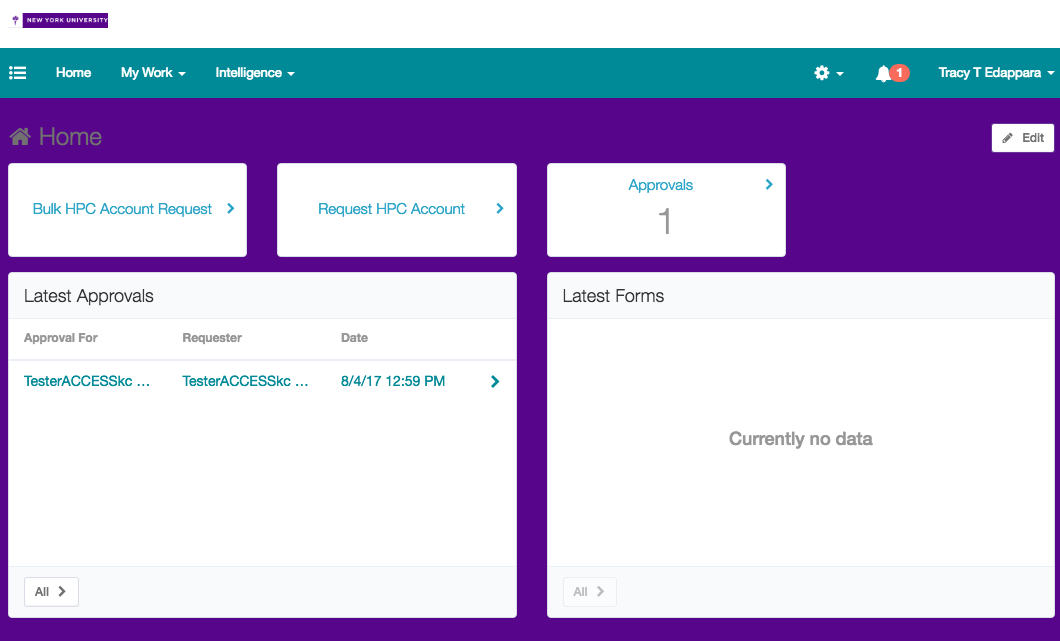 NEW YORK UNIVERSITY
Home My Work Intelligence 1 Tracy T Edappara
Home Edit
Bulk HPC Account Request
Request HPC Account
Approvals
1
Latest Approvals
Approval For Requester Date
TesterACCESSkc ... TesterACCESSkc ... 8/4/17 12:59 PM
All
Latest Forms
Currently no data
All